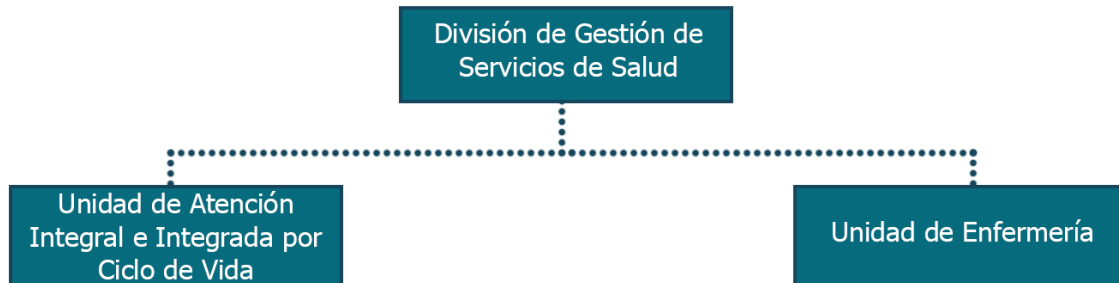 División de Gestión de
Servicios de Salud
Unidad de Atención
Integral e Integrada por
Ciclo de Vida
Unidad de Enfermería